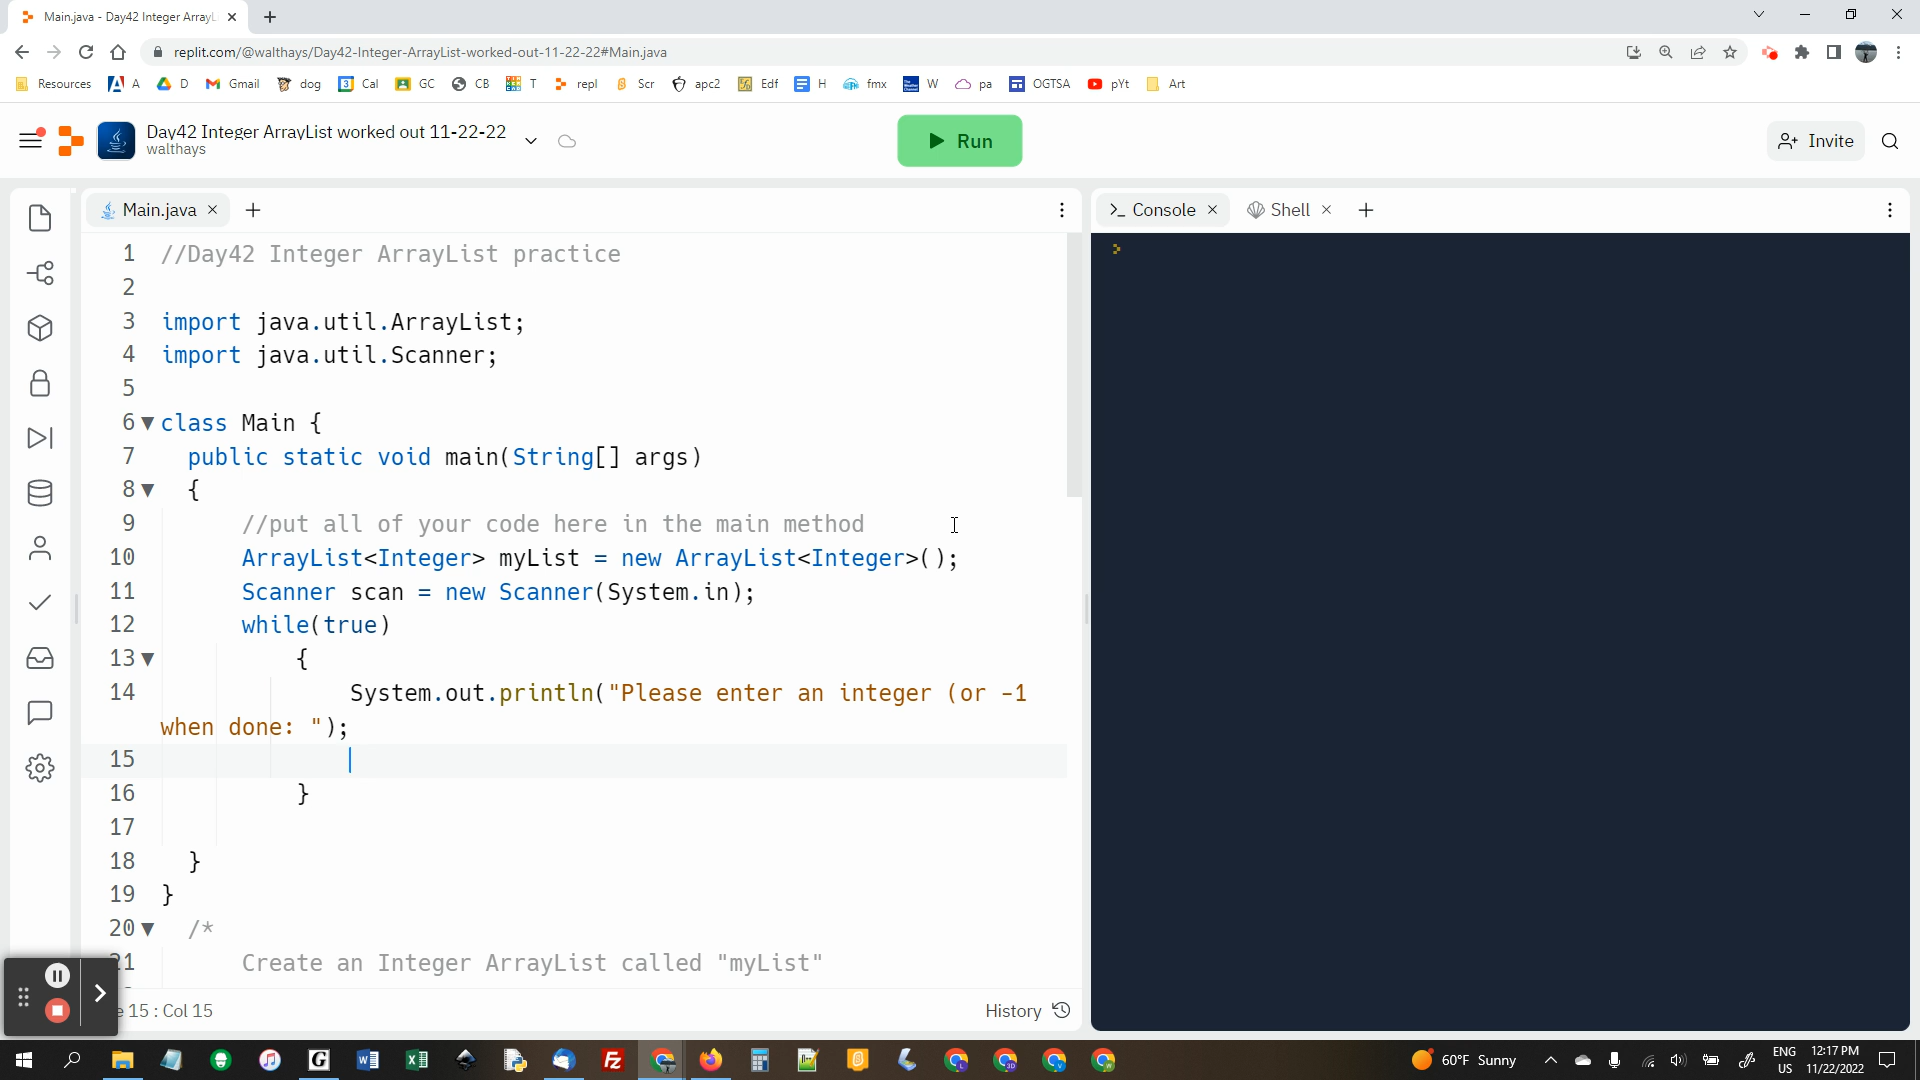 Main.java - Day42 Integer ArrayL
replit.com/@walthays/Day42-Integer-ArrayList-worked-out-11-22-22#Main.java
Resources A D Gmail dog Cal GC CB T repl Scr apc2 Edf H fmx W pa OGTSA pYt Art
Day42 Integer ArrayList worked out 11-22-22
walthays
Run
Invite
Main.java
Console
Shell
1 //Day42 Integer ArrayList practice
2
3 import java.util.ArrayList;
4 import java.util.Scanner;
5
6 class Main {
7 public static void main(String[] args)
8 {
9 //put all of your code here in the main method
10 ArrayList<Integer> myList = new ArrayList<Integer>();
11 Scanner scan = new Scanner(System.in);
12 while(true)
13 {
14 System.out.println("Please enter an integer (or -1
when done: ");
15
16 }
17
18 }
19 }
20 /*
21 Create an Integer ArrayList called "myList"
e 15 : Col 15
History
60°F Sunny
ENG
US
12:17 PM
11/22/2022